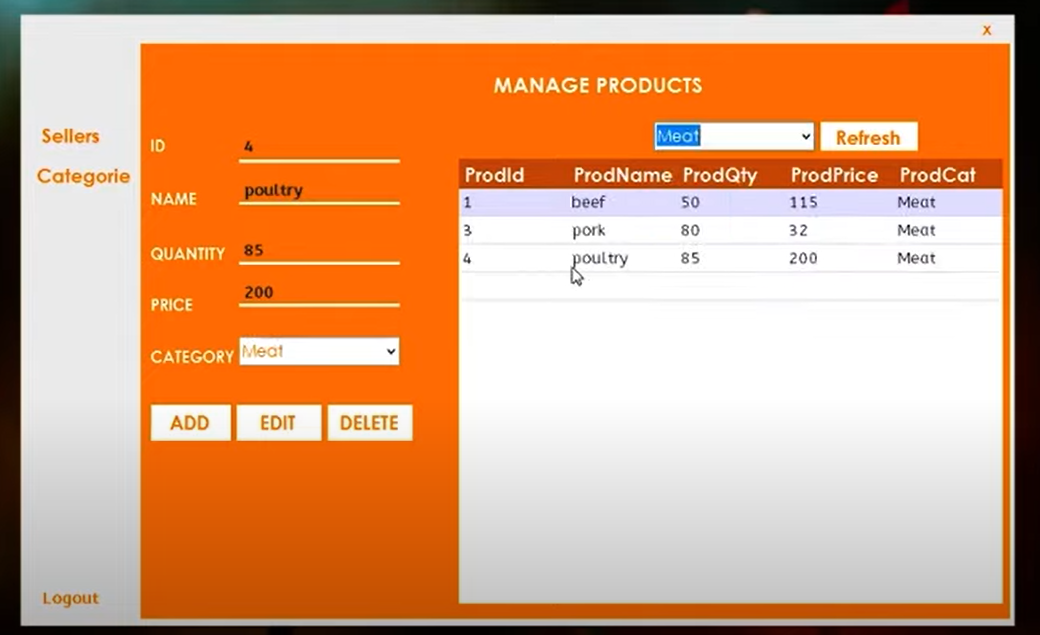 x
MANAGE PRODUCTS
Sellers
Categorie
Logout
ID 4
NAME poultry
QUANTITY 85
PRICE 200
CATEGORY Meat
ADD EDIT DELETE
Meat Refresh
ProdId ProdName ProdQty ProdPrice ProdCat
1 beef 50 115 Meat
3 pork 80 32 Meat
4 poultry 85 200 Meat